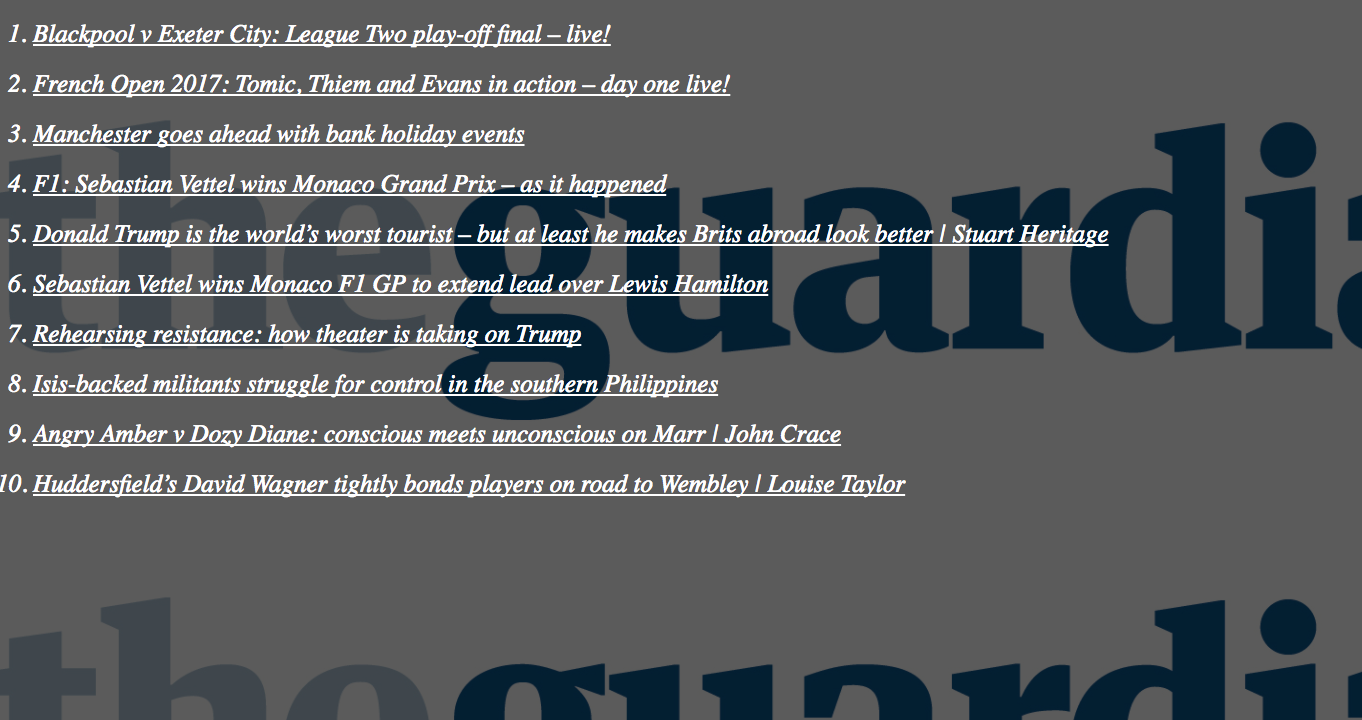 1. Blackpool v Exeter City: League Two play-off final – live!
2. French Open 2017: Tomic, Thiem and Evans in action – day one live!
3. Manchester goes ahead with bank holiday events
4. F1: Sebastian Vettel wins Monaco Grand Prix – as it happened
5. Donald Trump is the world’s worst tourist – but at least he makes Brits abroad look better | Stuart Heritage
6. Sebastian Vettel wins Monaco F1 GP to extend lead over Lewis Hamilton
7. Rehearsing resistance: how theater is taking on Trump
8. Isis-backed militants struggle for control in the southern Philippines
9. Angry Amber v Dozy Diane: conscious meets unconscious on Marr | John Crace
10. Huddersfield’s David Wagner tightly bonds players on road to Wembley | Louise Taylor
theguardia
theguardia